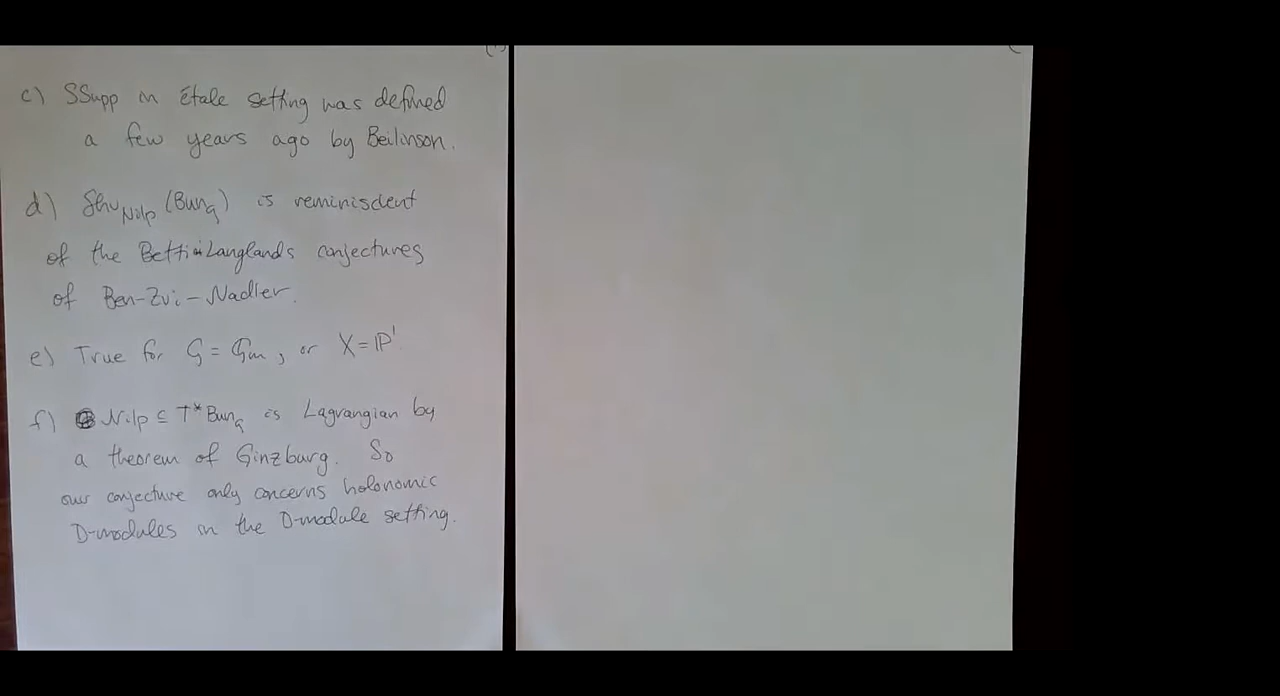 c) SSupp in étale setting was defined
a few years ago by Beilinson.
d) Shv_Nilp (Bun_G) is reminiscent
of the Betti Langlands conjectures
of Ben-Zvi - Nadler.
e) True for G = G_m, or X = P^1
f) Nilp ⊆ T*Bun_G is Lagrangian by
a theorem of Ginzburg. So
our conjecture only concerns holonomic
D-modules in the D-module setting.